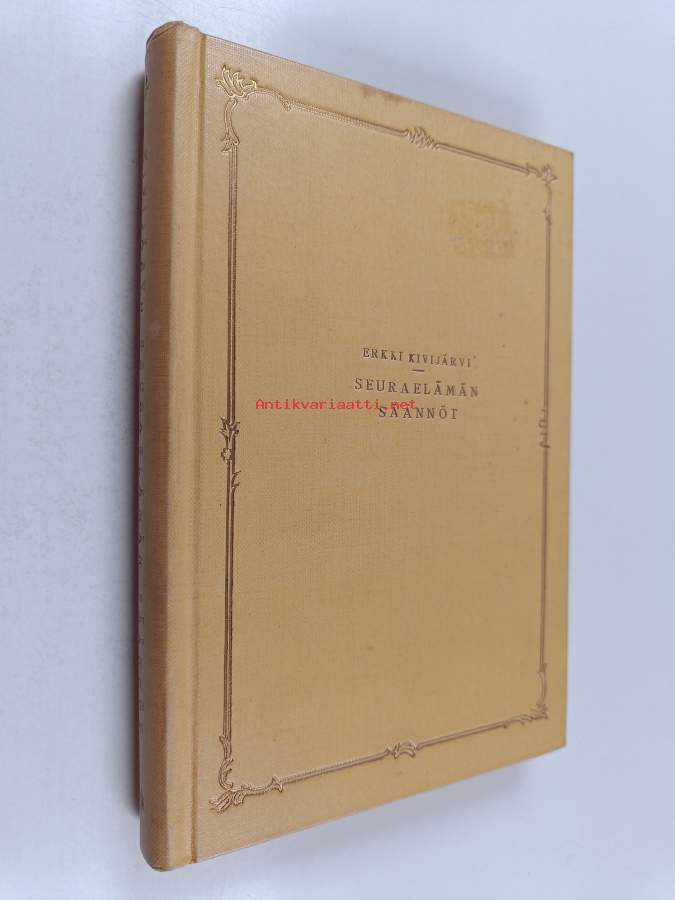 ERKKI KIVIJÄRVI
SEURAELÄMÄN
SÄÄNNÖT
Antikvariaatti.net